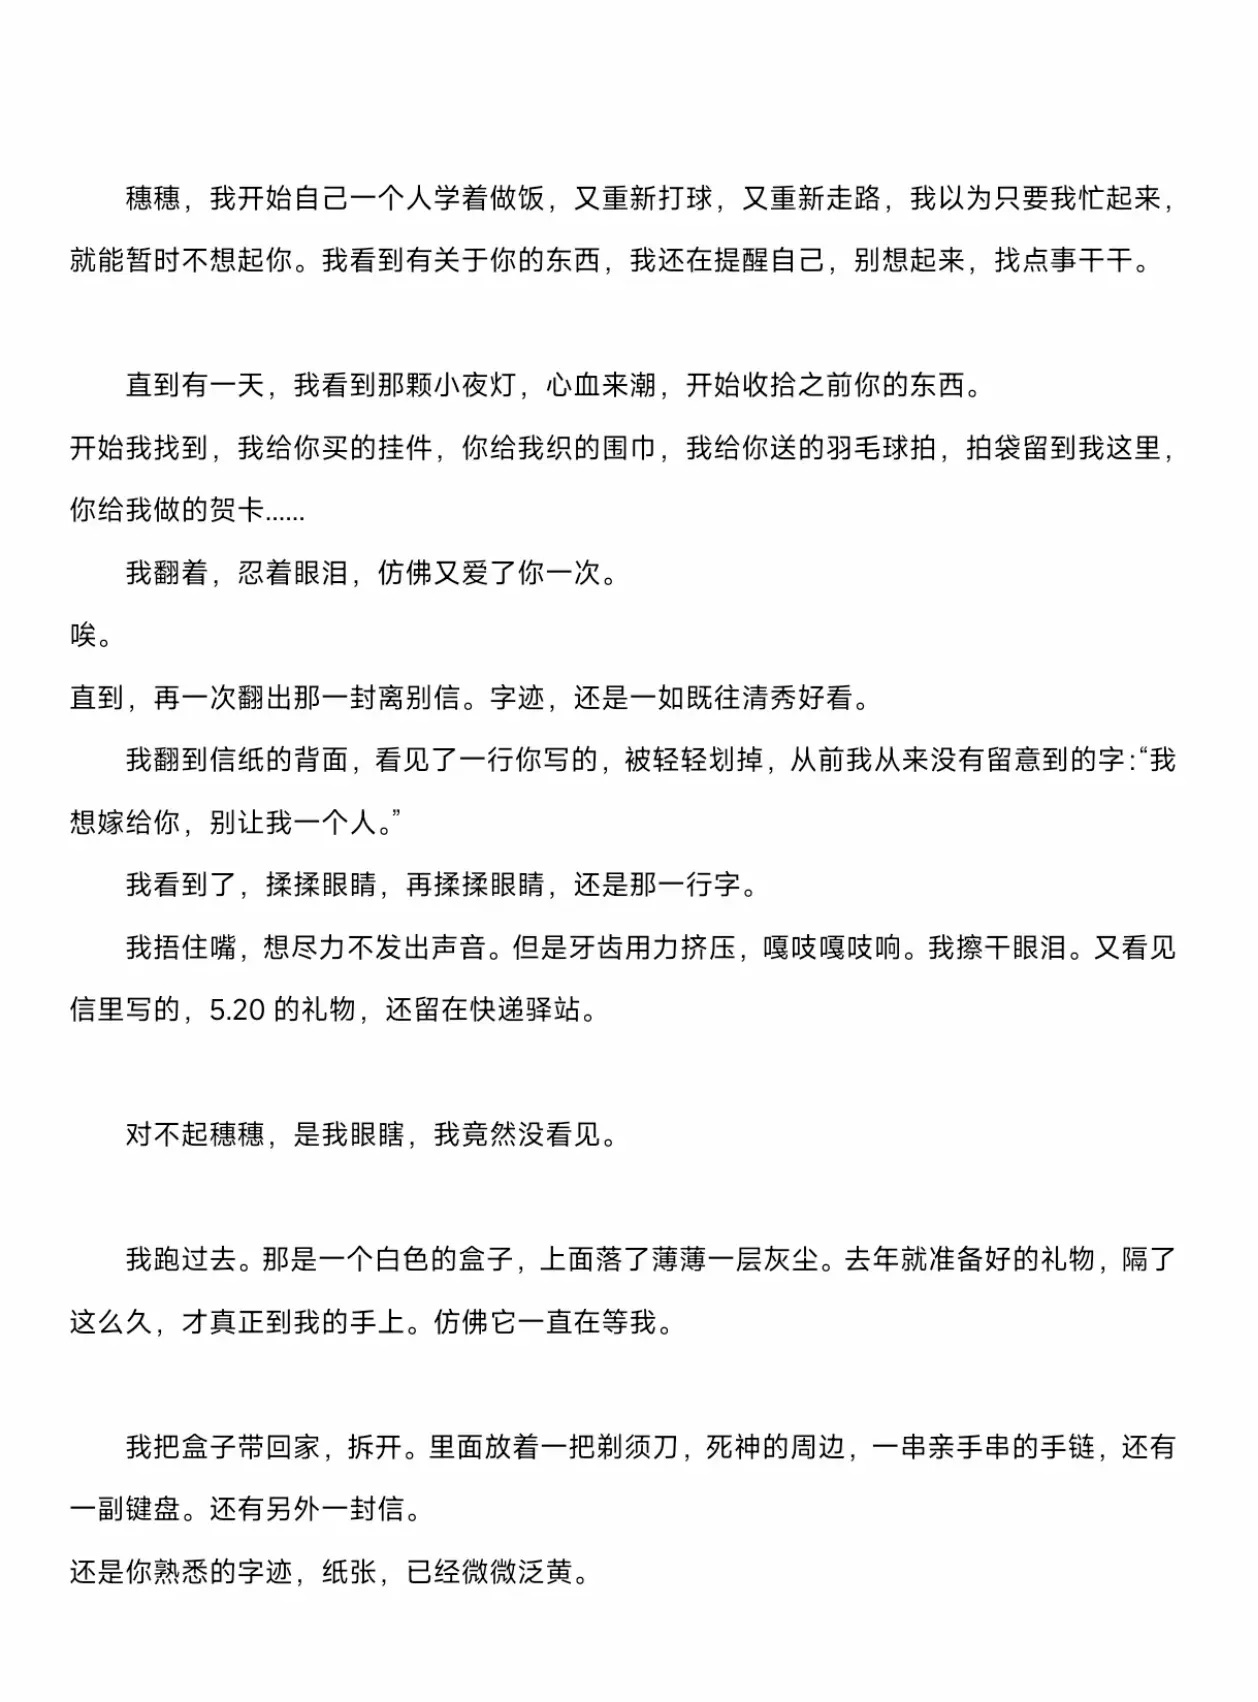 穗穗，我开始自己一个人学着做饭，又重新打球，又重新走路，我以为只要我忙起来，
就能暂时不想起你。我看到有关于你的东西，我还在提醒自己，别想起来，找点事干干。
直到有一天，我看到那颗小夜灯，心血来潮，开始收拾之前你的东西。
开始我找到，我给你买的挂件，你给我织的围巾，我给你送的羽毛球拍，拍袋留到我这里，
你给我做的贺卡......
我翻着，忍着眼泪，仿佛又爱了你一次。
唉。
直到，再一次翻出那一封离别信。字迹，还是一如既往清秀好看。
我翻到信纸的背面，看见了一行你写的，被轻轻划掉，从前我从来没有留意到的字：“我
想嫁给你，别让我一个人。”
我看到了，揉揉眼睛，再揉揉眼睛，还是那一行字。
我捂住嘴，想尽力不发出声音。但是牙齿用力挤压，嘎吱嘎吱响。我擦干眼泪。又看见
信里写的，5.20 的礼物，还留在快递驿站。
对不起穗穗，是我眼瞎，我竟然没看见。
我跑过去。那是一个白色的盒子，上面落了薄薄一层灰尘。去年就准备好的礼物，隔了
这么久，才真正到我的手上。仿佛它一直在等我。
我把盒子带回家，拆开。里面放着一把剃须刀，死神的周边，一串亲手串的手链，还有
一副键盘。还有另外一封信。
还是你熟悉的字迹，纸张，已经微微泛黄。